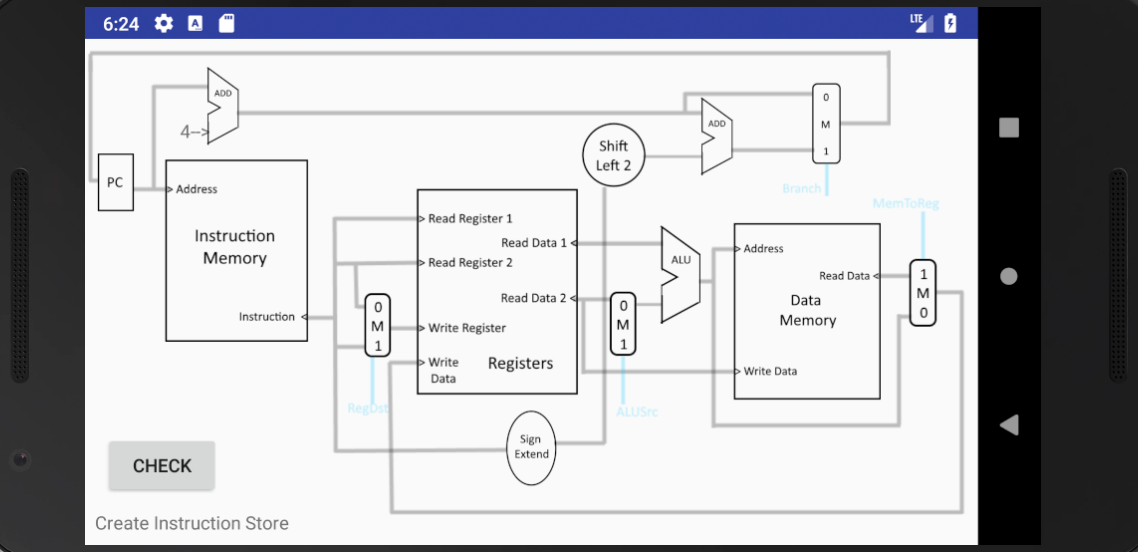 6:24
A
LTE
ADD
4-->
PC
Address
Instruction
Memory
Instruction
0
M
1
RegDst
Read Register 1
Read Data 1
Read Register 2
Read Data 2
Write Register
Write
Data
Registers
Sign
Extend
Shift
Left 2
0
M
1
ALUSrc
ALU
ADD
0
M
1
Branch
MemToReg
Address
Read Data
Data
Memory
Write Data
1
M
0
CHECK
Create Instruction Store